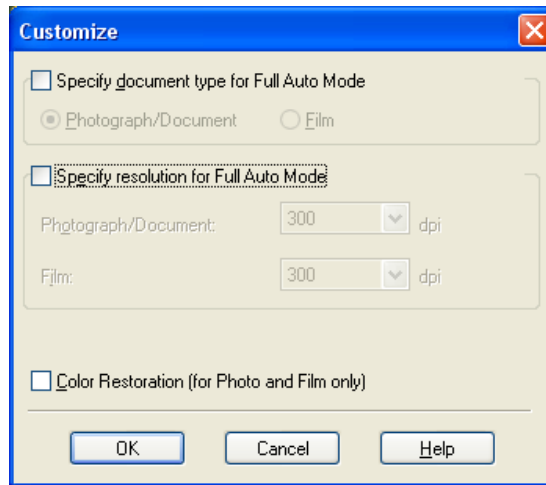 Customize
Specify document type for Full Auto Mode
Photograph/Document Film
Specify resolution for Full Auto Mode
Photograph/Document: 300 dpi
Film: 300 dpi
Color Restoration (for Photo and Film only)
OK Cancel Help